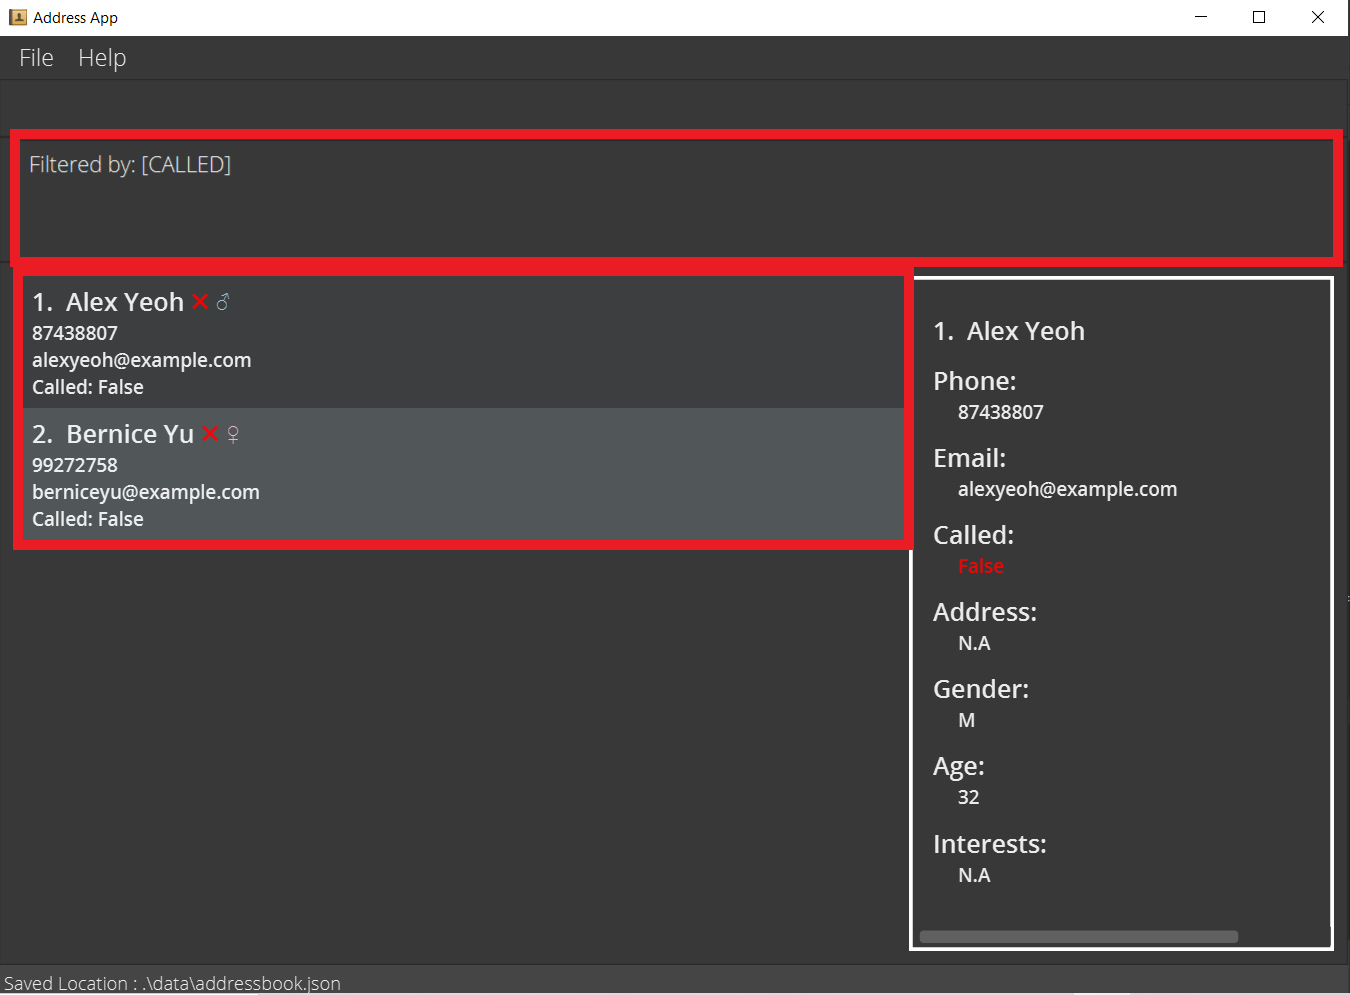 Address App
File Help
Filtered by: [CALLED]
1. Alex Yeoh
87438807
alexyeoh@example.com
Called: False
2. Bernice Yu
99272758
berniceyu@example.com
Called: False
1. Alex Yeoh
Phone:
87438807
Email:
alexyeoh@example.com
Called:
False
Address:
N.A
Gender:
M
Age:
32
Interests:
N.A
Saved Location : .\data\addressbook.json